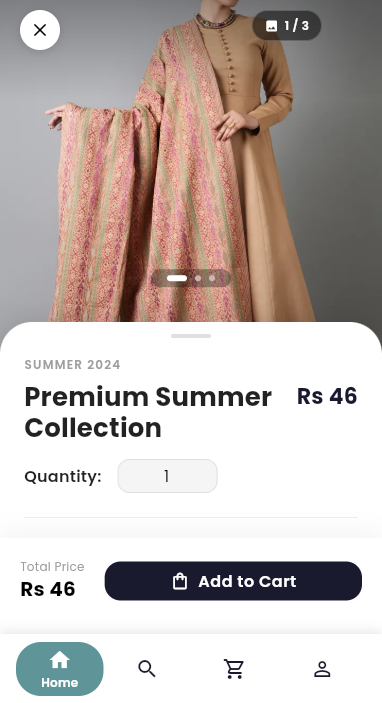 1 / 3
SUMMER 2024
Premium Summer Rs 46
Collection
Quantity: 1
Total Price
Rs 46
Add to Cart
Home